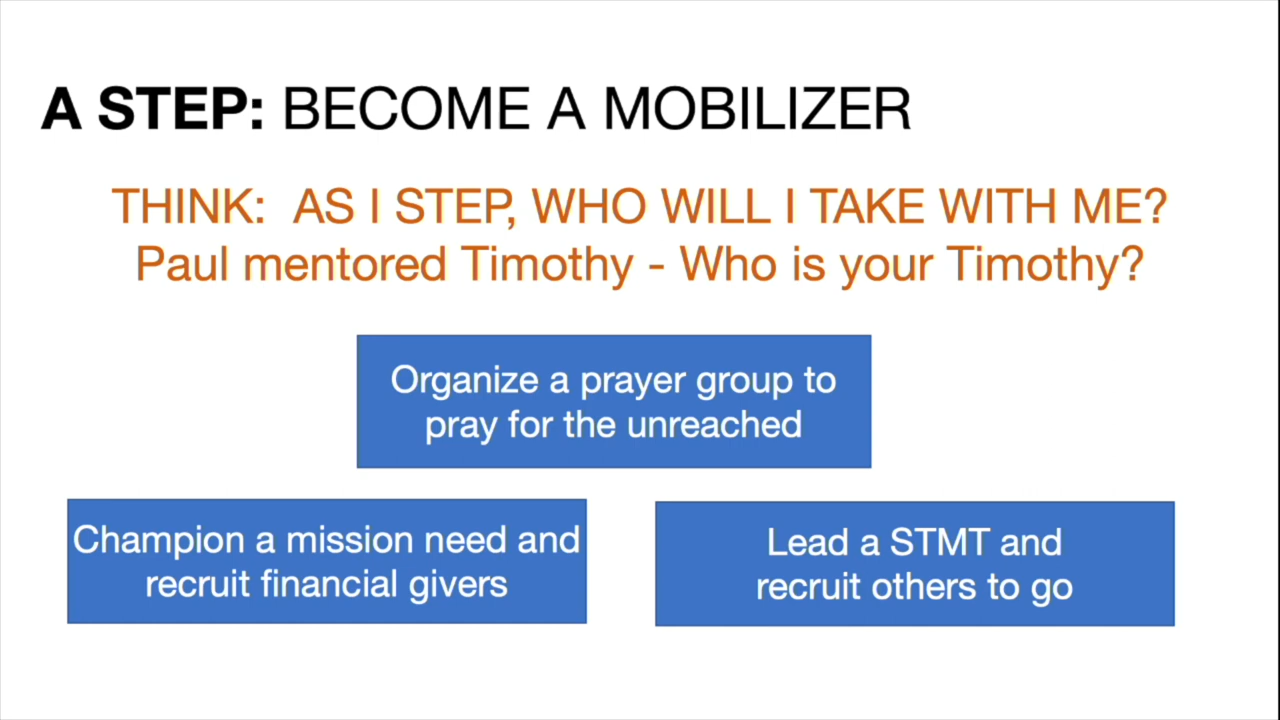 A STEP: BECOME A MOBILIZER
THINK:  AS I STEP, WHO WILL I TAKE WITH ME?
Paul mentored Timothy - Who is your Timothy?
Organize a prayer group to
pray for the unreached
Champion a mission need and
recruit financial givers
Lead a STMT and
recruit others to go